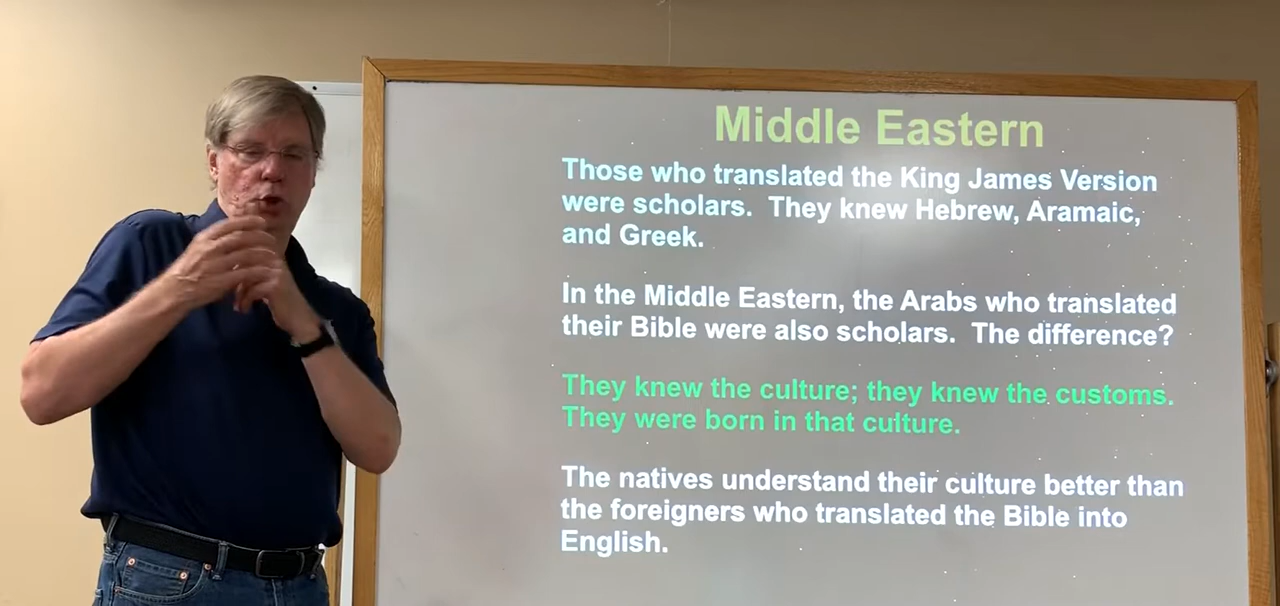 Middle Eastern
Those who translated the King James Version
were scholars.  They knew Hebrew, Aramaic,
and Greek.
In the Middle Eastern, the Arabs who translated
their Bible were also scholars.  The difference?
They knew the culture; they knew the customs.
They were born in that culture.
The natives understand their culture better than
the foreigners who translated the Bible into
English.